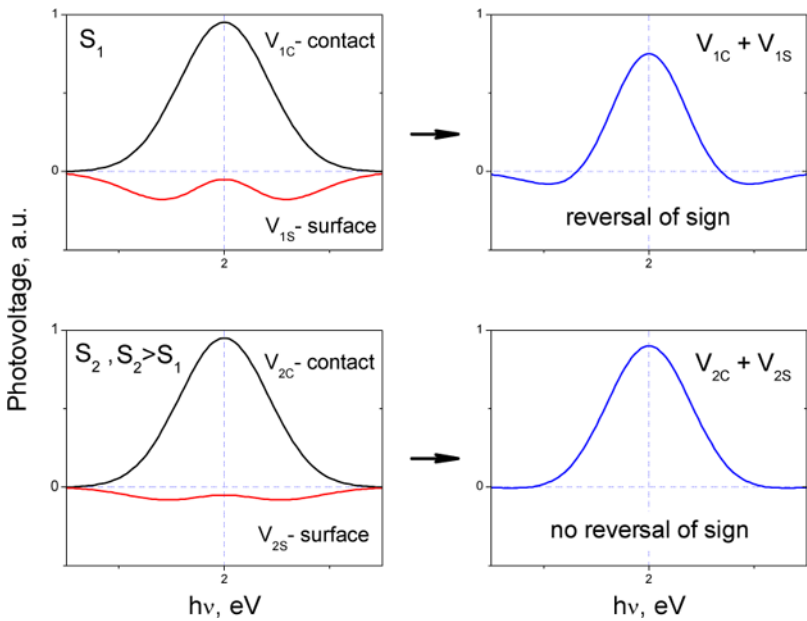 Photovoltage, a.u.
S₁
V₁C- contact
1
0
V₁S- surface
2
V₁C + V₁S
1
0
reversal of sign
2
S₂ , S₂>S₁
V₂C- contact
1
0
V₂S- surface
2
hν, eV
V₂C + V₂S
1
0
no reversal of sign
2
hν, eV